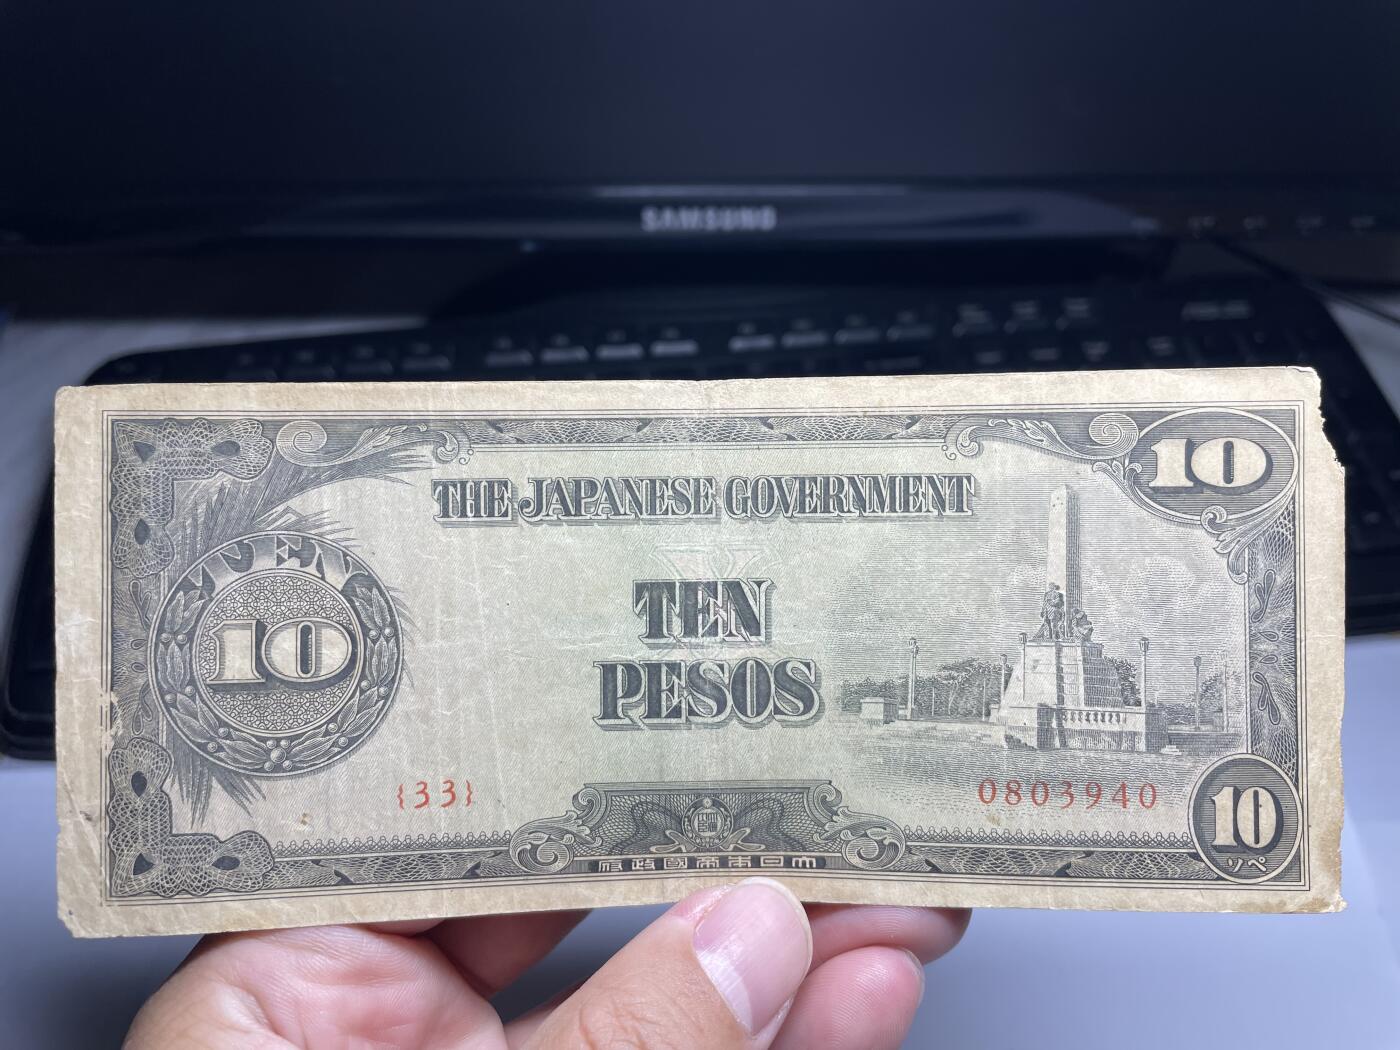 SAMSUNG
10
THE JAPANESE GOVERNMENT
TEN
10
TEN
PESOS
{33}
0803940
府政國帝本日大
10
ソペ